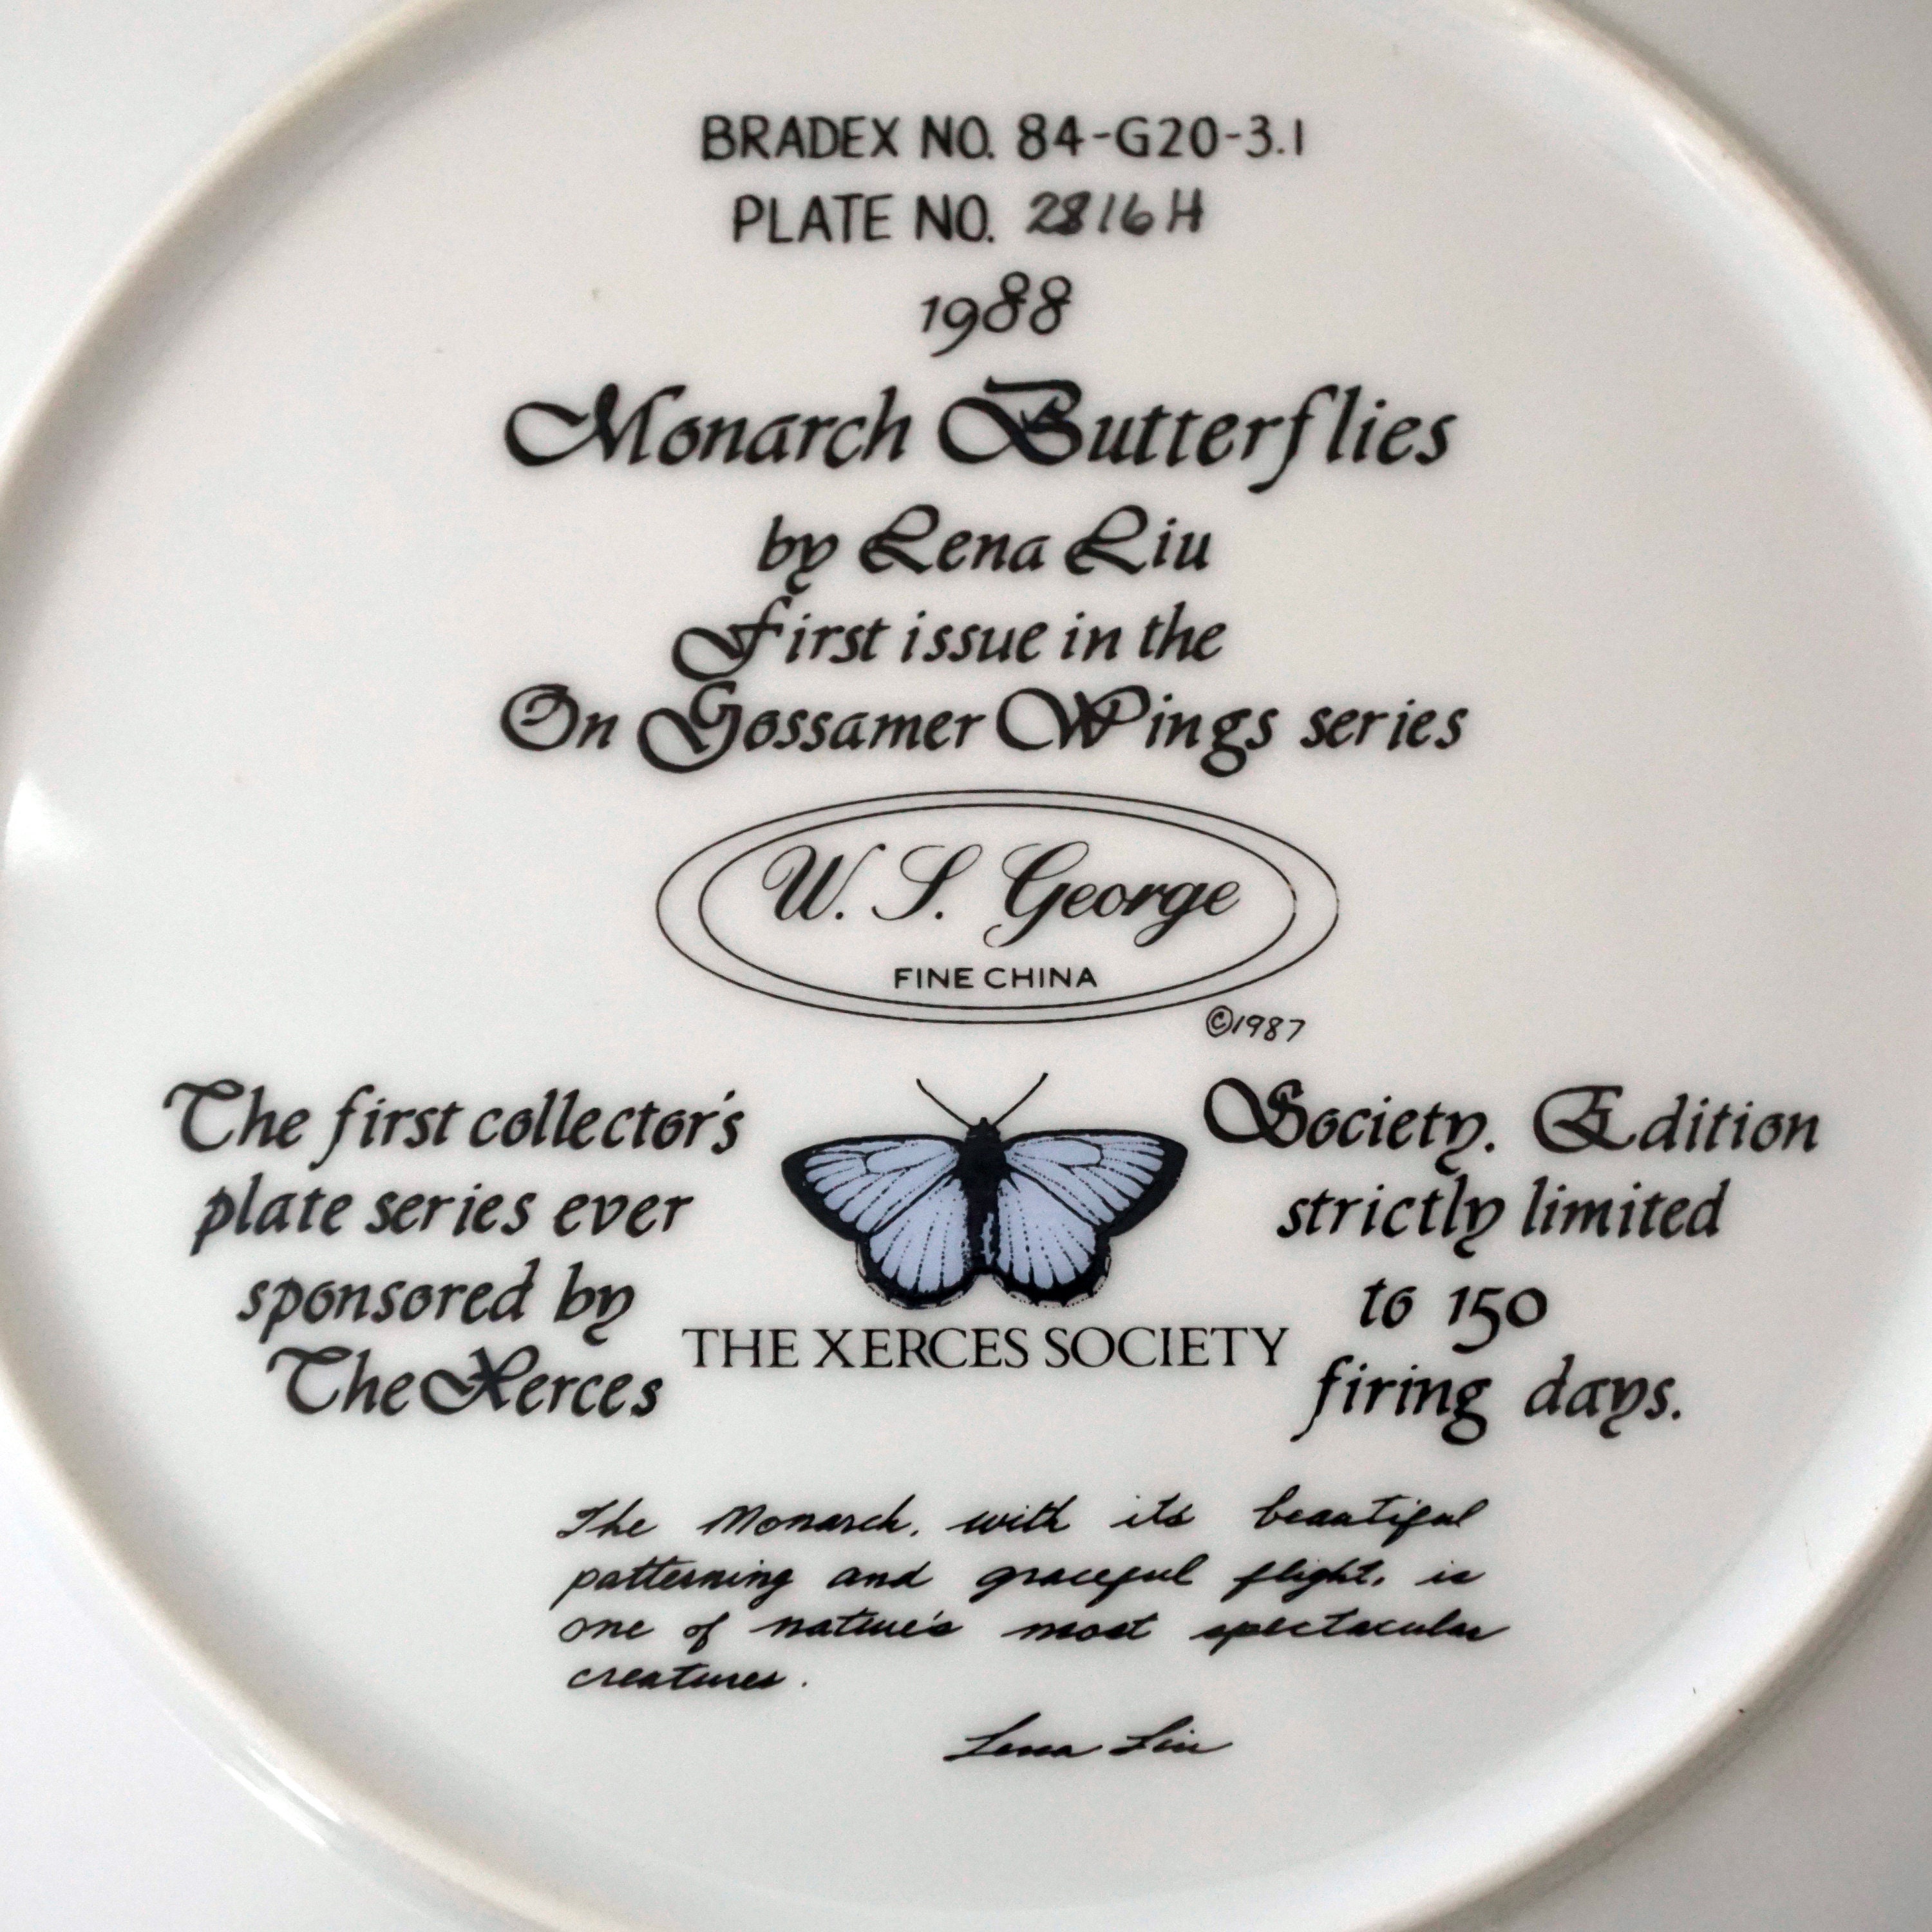 BRADEX NO. 84-G20-3.1
PLATE NO. 2816H
1988
Monarch Butterflies
by Lena Liu
First issue in the
On Gossamer Wings series
W. S. George
FINE CHINA
©1987
The first collector's
plate series ever
sponsored by
The Xerces
THE XERCES SOCIETY
Society. Edition
strictly limited
to 150
firing days.
The Monarch, with its beautiful
patterning and graceful flight, is
one of nature's most spectacular
creatures.
Lena Liu